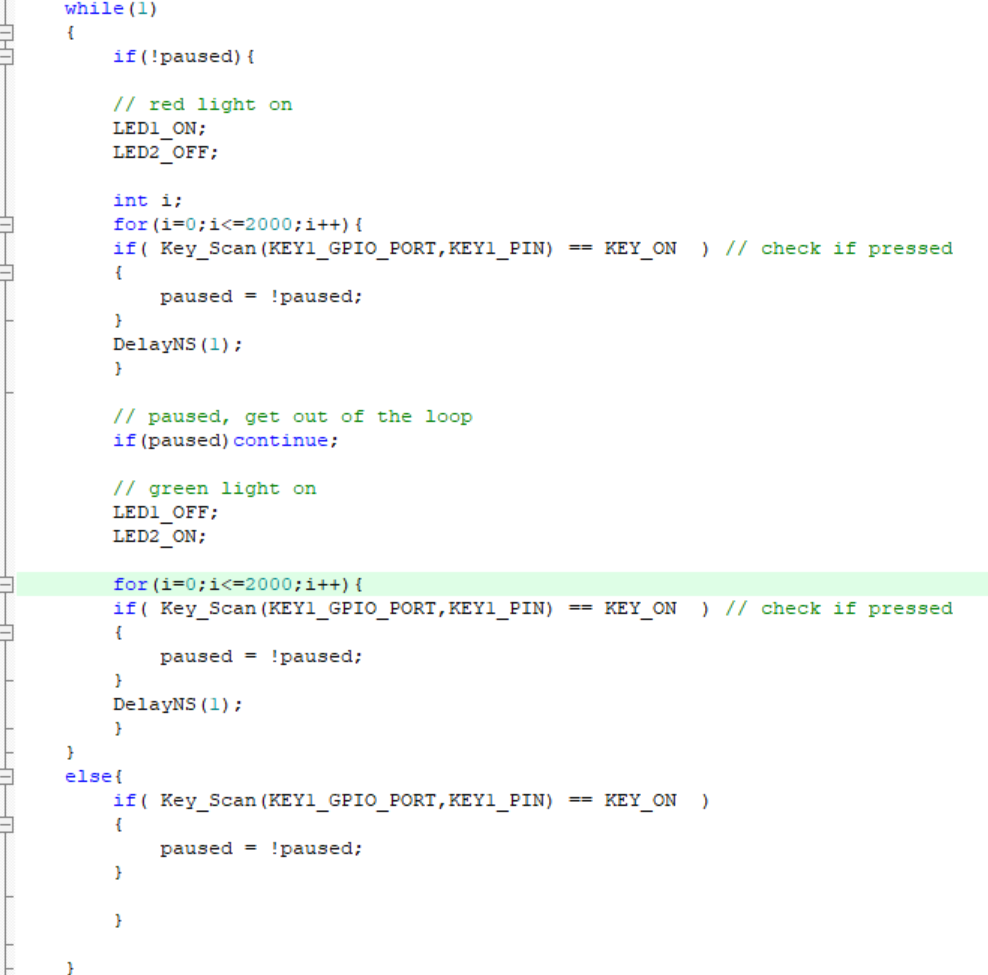 while(1)
{
if(!paused){
// red light on
LED1_ON;
LED2_OFF;
int i;
for(i=0;i<=2000;i++){
if( Key_Scan(KEY1_GPIO_PORT,KEY1_PIN) == KEY_ON  ) // check if pressed
{
paused = !paused;
}
DelayNS(1);
}
// paused, get out of the loop
if(paused)continue;
// green light on
LED1_OFF;
LED2_ON;
for(i=0;i<=2000;i++){
if( Key_Scan(KEY1_GPIO_PORT,KEY1_PIN) == KEY_ON  ) // check if pressed
{
paused = !paused;
}
DelayNS(1);
}
}
else{
if( Key_Scan(KEY1_GPIO_PORT,KEY1_PIN) == KEY_ON  )
{
paused = !paused;
}
}
}